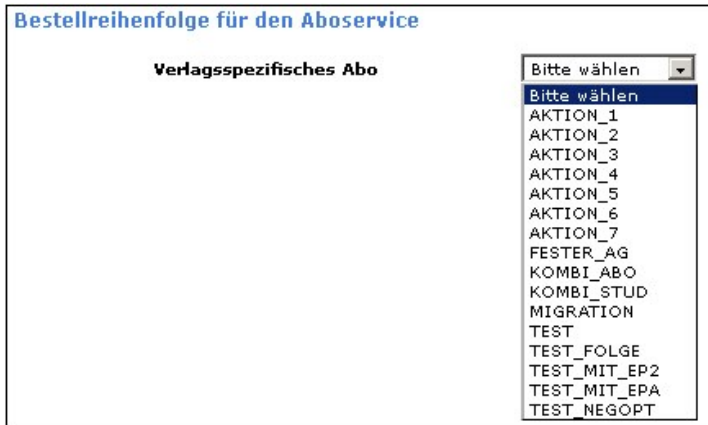 Bestellreihenfolge für den Aboservice
Verlagsspezifisches Abo
Bitte wählen
Bitte wählen
AKTION_1
AKTION_2
AKTION_3
AKTION_4
AKTION_5
AKTION_6
AKTION_7
FESTER_AG
KOMBI_ABO
KOMBI_STUD
MIGRATION
TEST
TEST_FOLGE
TEST_MIT_EP2
TEST_MIT_EPA
TEST_NEGOPT